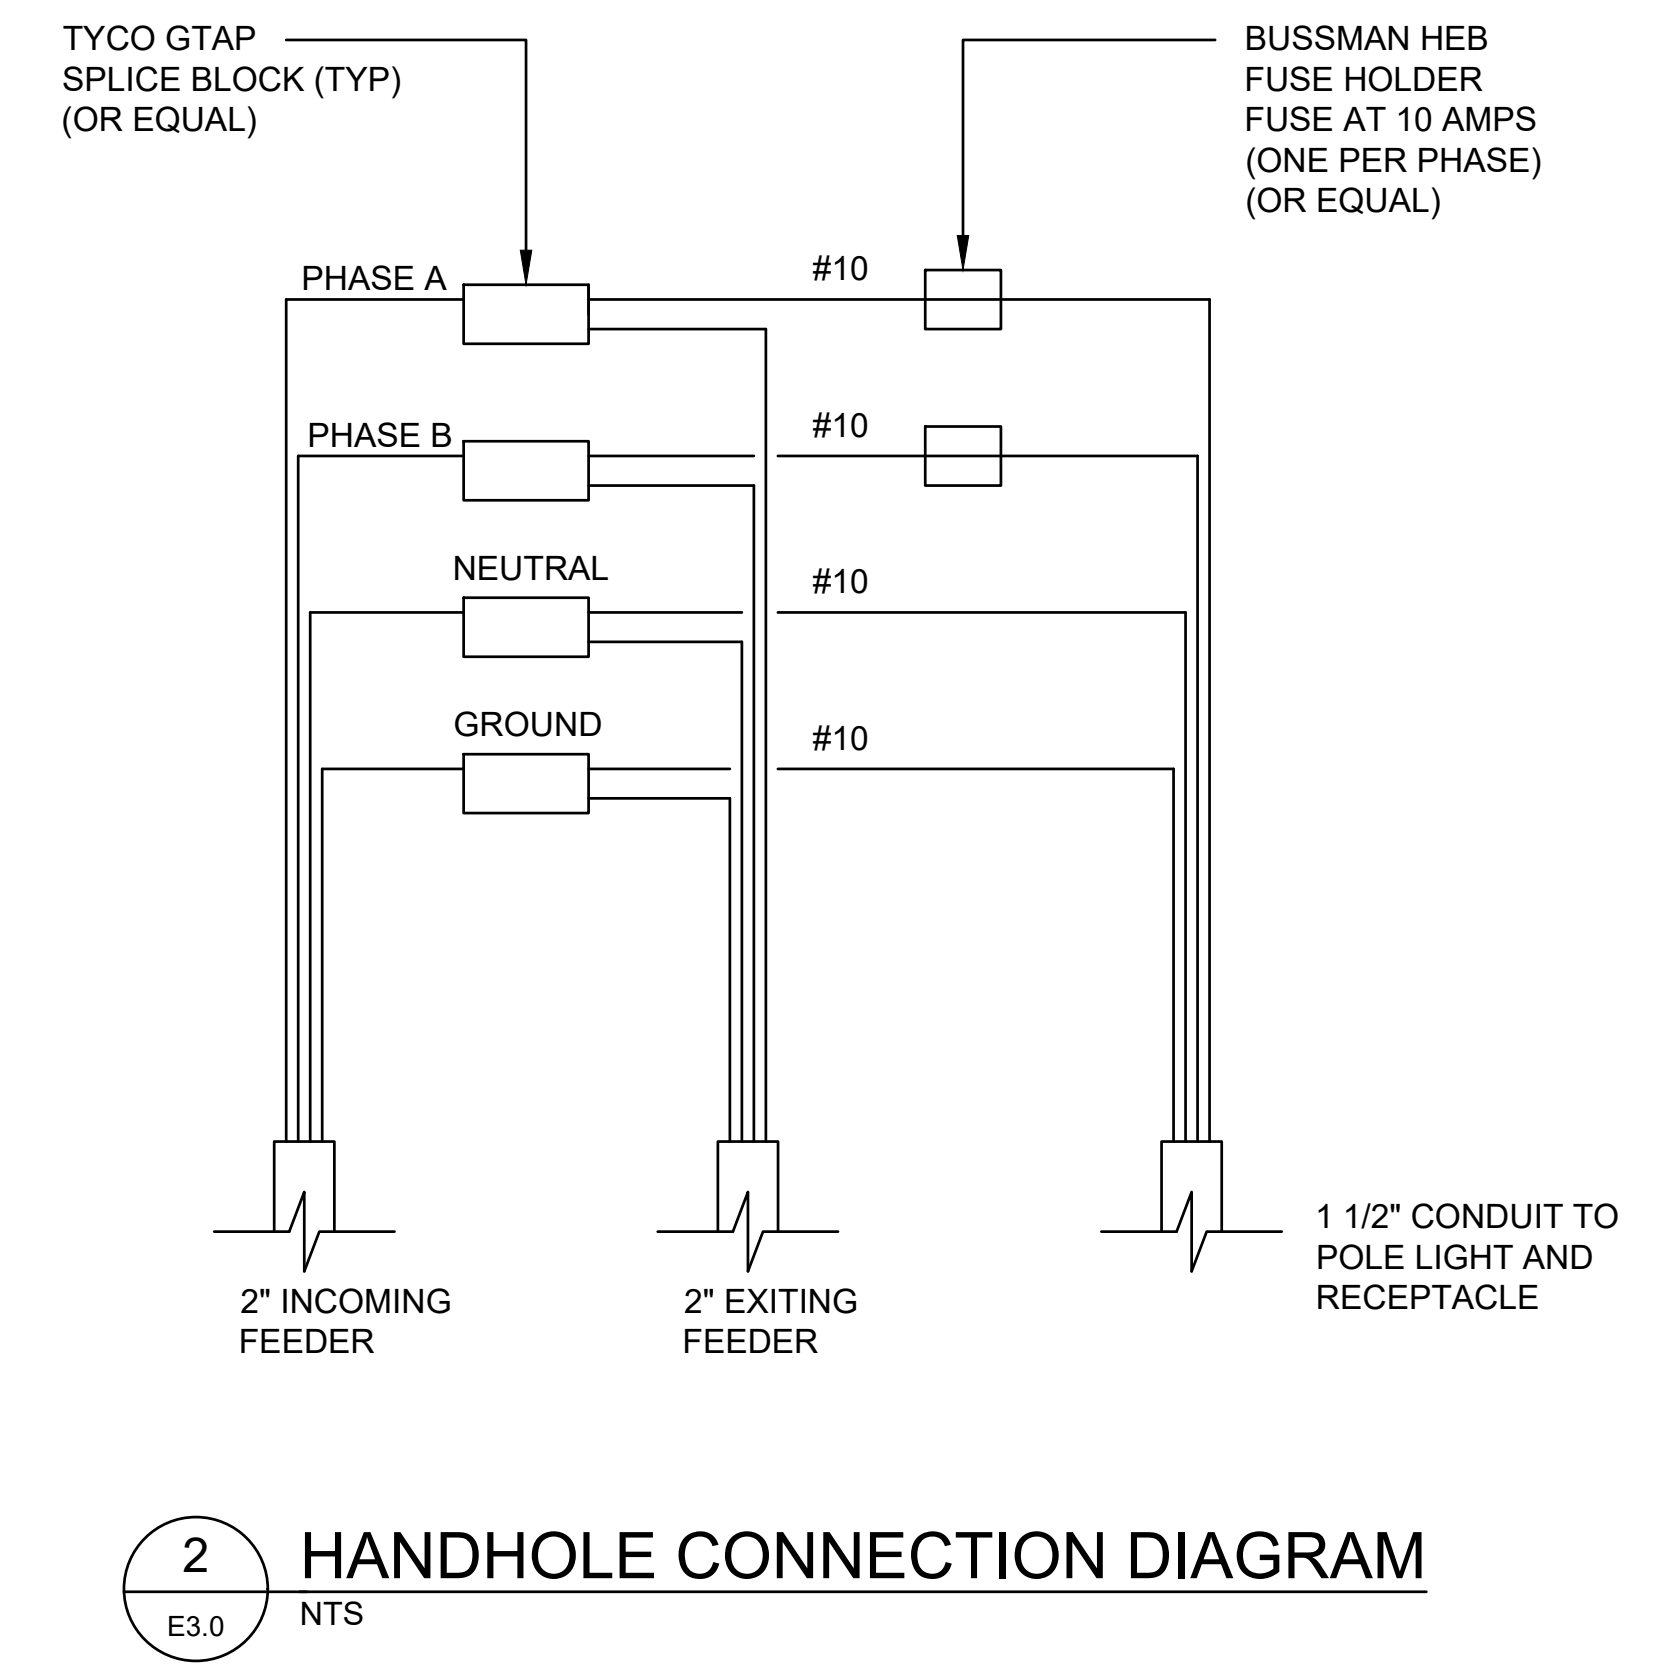 TYCO GTAP
SPLICE BLOCK (TYP)
(OR EQUAL)
BUSSMAN HEB
FUSE HOLDER
FUSE AT 10 AMPS
(ONE PER PHASE)
(OR EQUAL)
PHASE A
#10
PHASE B
#10
NEUTRAL
#10
GROUND
#10
2" INCOMING
FEEDER
2" EXITING
FEEDER
1 1/2" CONDUIT TO
POLE LIGHT AND
RECEPTACLE
2
E3.0
HANDHOLE CONNECTION DIAGRAM
NTS